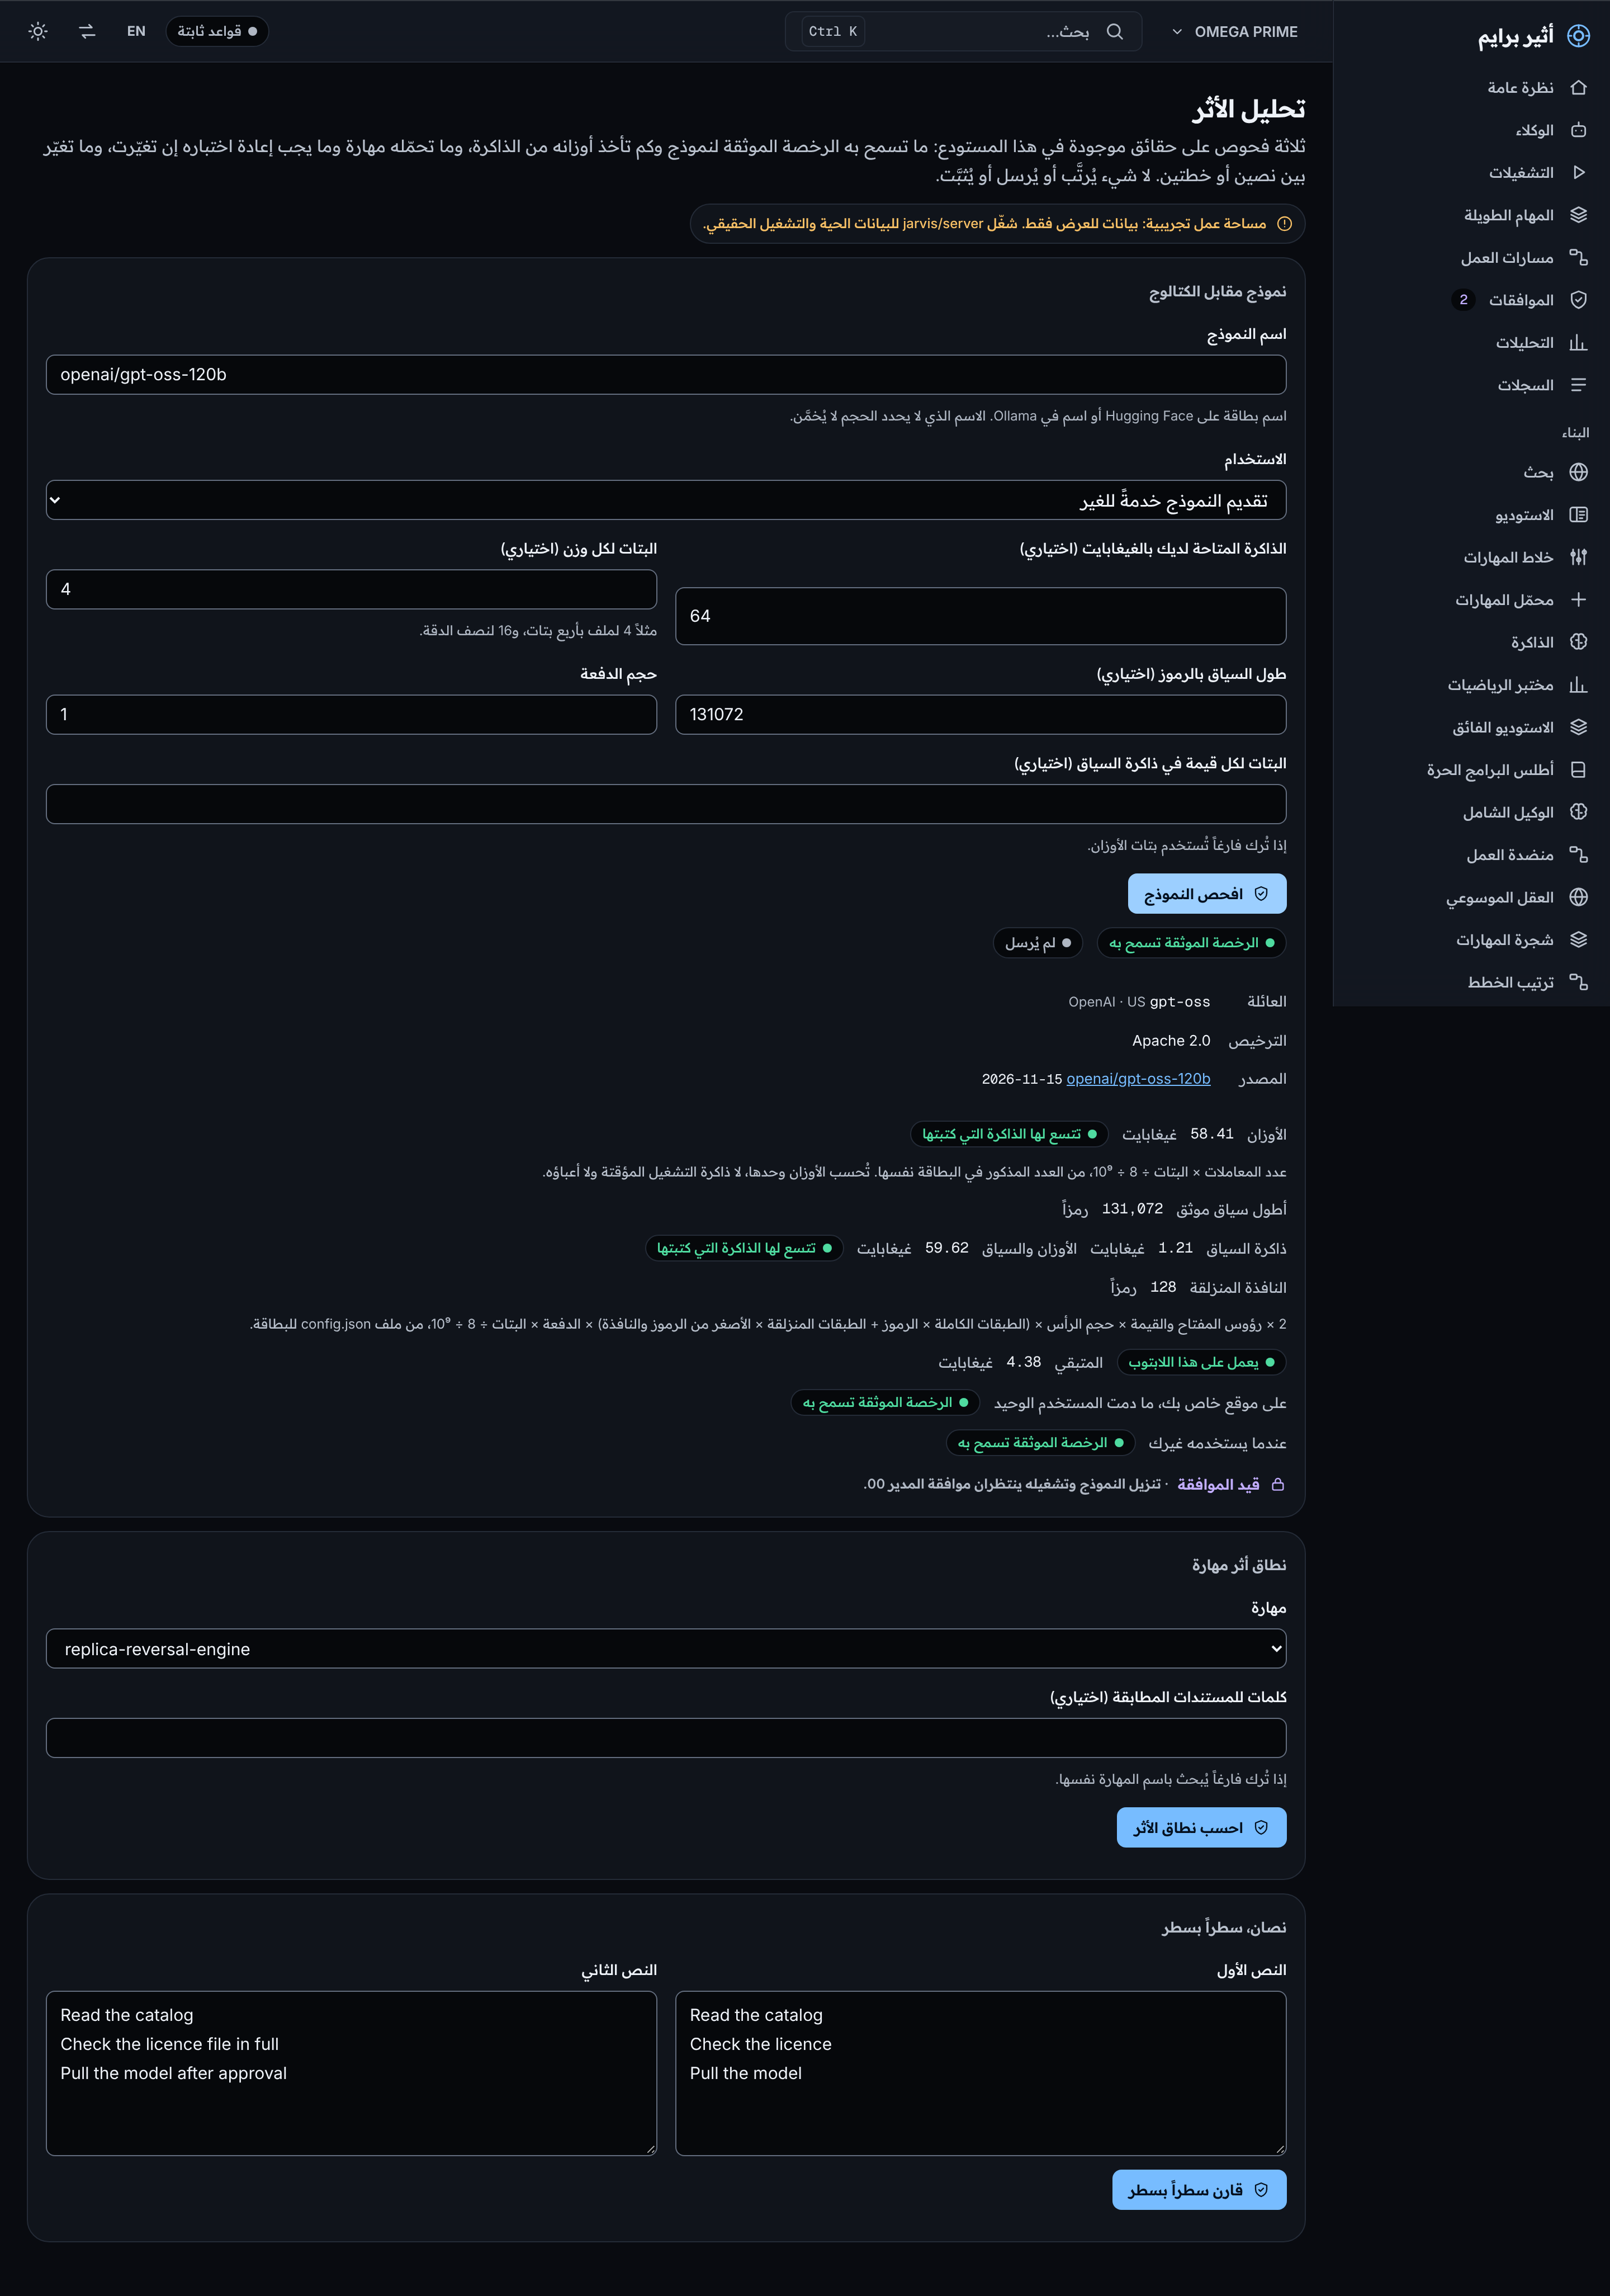 أثير برايم
نظرة عامة
الوكلاء
التشغيلات
المهام الطويلة
مسارات العمل
الموافقات 2
التحليلات
السجلات
البناء
بحث
الاستوديو
خلاط المهارات
محمّل المهارات
الذاكرة
مختبر الرياضيات
الاستوديو الفائق
أطلس البرامج الحرة
الوكيل الشامل
منضدة العمل
العقل الموسوعي
شجرة المهارات
ترتيب الخطط
OMEGA PRIME
بحث... Ctrl K
قواعد ثابتة
EN
تحليل الأثر
ثلاثة فحوص على حقائق موجودة في هذا المستودع: ما تسمح به الرخصة الموثقة لنموذج وكم تأخذ أوزانه من الذاكرة، وما تحمّله مهارة وما يجب إعادة اختباره إن تغيّرت، وما تغيّر
بين نصين أو خطتين. لا شيء يُرتَّب أو يُرسل أو يُثبَّت.
مساحة عمل تجريبية: بيانات للعرض فقط. شغّل jarvis/server للبيانات الحية والتشغيل الحقيقي.
نموذج مقابل الكتالوج
اسم النموذج
openai/gpt-oss-120b
اسم بطاقة على Hugging Face أو اسم في Ollama. الاسم الذي لا يحدد الحجم لا يُخمَّن.
الاستخدام
تقديم النموذج خدمةً للغير
الذاكرة المتاحة لديك بالغيغابايت (اختياري)
64
البتات لكل وزن (اختياري)
4
مثلاً 4 لملف بأربع بتات، و16 لنصف الدقة.
طول السياق بالرموز (اختياري)
131072
حجم الدفعة
1
البتات لكل قيمة في ذاكرة السياق (اختياري)
إذا تُرك فارغاً تُستخدم بتات الأوزان.
افحص النموذج
الرخصة الموثقة تسمح به
لم يُرسل
العائلة gpt-oss OpenAI · US
الترخيص Apache 2.0
المصدر openai/gpt-oss-120b 2026-11-15
الأوزان 58.41 غيغابايت تتسع لها الذاكرة التي كتبتها
عدد المعاملات × البتات ÷ 8 ÷ 10⁹، من العدد المذكور في البطاقة نفسها. تُحسب الأوزان وحدها، لا ذاكرة التشغيل المؤقتة ولا أعباؤه.
أطول سياق موثق 131,072 رمزاً
ذاكرة السياق 1.21 غيغابايت الأوزان والسياق 59.62 غيغابايت تتسع لها الذاكرة التي كتبتها
النافذة المنزلقة 128 رمزاً
2 × رؤوس المفتاح والقيمة × حجم الرأس × (الطبقات الكاملة × الرموز + الطبقات المنزلقة × الأصغر من الرموز والنافذة) × الدفعة × البتات ÷ 8 ÷ 10⁹، من ملف config.json للبطاقة.
يعمل على هذا اللابتوب المتبقي 4.38 غيغابايت
على موقع خاص بك، ما دمت المستخدم الوحيد الرخصة الموثقة تسمح به
عندما يستخدمه غيرك الرخصة الموثقة تسمح به
قيد الموافقة · تنزيل النموذج وتشغيله ينتظران موافقة المدير 00.
نطاق أثر مهارة
مهارة
replica-reversal-engine
كلمات للمستندات المطابقة (اختياري)
إذا تُرك فارغاً يُبحث باسم المهارة نفسها.
احسب نطاق الأثر
نصان، سطراً بسطر
النص الأول
Read the catalog
Check the licence
Pull the model
النص الثاني
Read the catalog
Check the licence file in full
Pull the model after approval
قارن سطراً بسطر